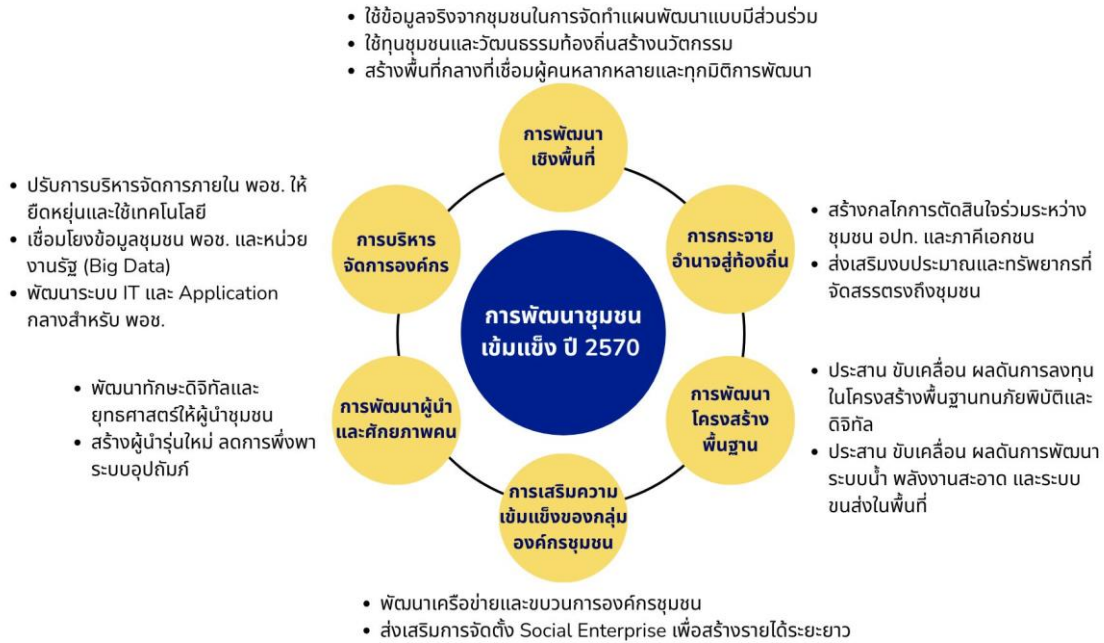 • ใช้ข้อมูลจริงจากชุมชนในการจัดทำแผนพัฒนาแบบมีส่วนร่วม
• ใช้ทุนชุมชนและวัฒนธรรมท้องถิ่นสร้างนวัตกรรม
• สร้างพื้นที่กลางที่เชื่อมผู้คนหลากหลายและทุกมิติการพัฒนา
การพัฒนา
เชิงพื้นที่
• ปรับการบริหารจัดการภายใน พอช. ให้
ยืดหยุ่นและใช้เทคโนโลยี
• เชื่อมโยงข้อมูลชุมชน พอช. และหน่วย
งานรัฐ (Big Data)
• พัฒนาระบบ IT และ Application
กลางสำหรับ พอช.
การบริหาร
จัดการองค์กร
การกระจาย
อำนาจสู่ท้องถิ่น
• สร้างกลไกการตัดสินใจร่วมระหว่าง
ชุมชน อปท. และภาคีเอกชน
• ส่งเสริมงบประมาณและทรัพยากรที่
จัดสรรตรงถึงชุมชน
การพัฒนาชุมชน
เข้มแข็ง ปี 2570
• พัฒนาทักษะดิจิทัลและ
ยุทธศาสตร์ให้ผู้นำชุมชน
• สร้างผู้นำรุ่นใหม่ ลดการพึ่งพา
ระบบอุปถัมภ์
การพัฒนาผู้นำ
และศักยภาพคน
การพัฒนา
โครงสร้าง
พื้นฐาน
• ประสาน ขับเคลื่อน ผลดันการลงทุน
ในโครงสร้างพื้นฐานทนภัยพิบัติและ
ดิจิทัล
• ประสาน ขับเคลื่อน ผลดันการพัฒนา
ระบบน้ำ พลังงานสะอาด และระบบ
ขนส่งในพื้นที่
การเสริมความ
เข้มแข็งของกลุ่ม
องค์กรชุมชน
• พัฒนาเครือข่ายและขบวนการองค์กรชุมชน
• ส่งเสริมการจัดตั้ง Social Enterprise เพื่อสร้างรายได้ระยะยาว